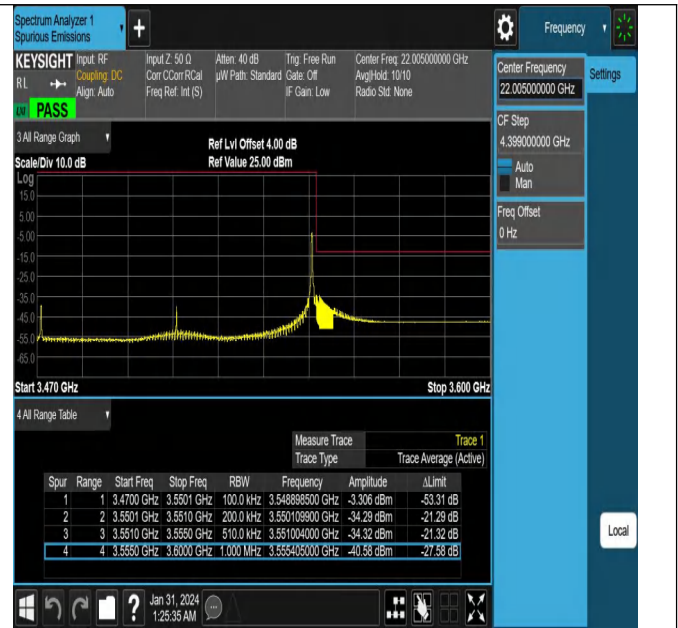 Spectrum Analyzer 1
Spurious Emissions
+
Frequency
KEYSIGHT Input: RF Input Z: 50 Ω Atten: 40 dB Trig: Free Run Center Freq: 22.005000000 GHz
RL Coupling: DC Corr CCorr RCal µW Path: Standard Gate: Off Avg|Hold: 10/10
Align: Auto Freq Ref: Int (S) IF Gain: Low Radio Std: None
LXI PASS
Center Frequency
22.005000000 GHz
Settings
CF Step
4.399000000 GHz
Auto
Man
Freq Offset
0 Hz
3 All Range Graph
Ref Lvl Offset 4.00 dB
Scale/Div 10.0 dB Ref Value 25.00 dBm
Log
15.0
5.00
-5.00
-15.0
-25.0
-35.0
-45.0
-55.0
-65.0
Start 3.470 GHz Stop 3.600 GHz
4 All Range Table
Measure Trace Trace 1
Trace Type Trace Average (Active)
Spur Range Start Freq Stop Freq RBW Frequency Amplitude ΔLimit
1 1 3.4700 GHz 3.5501 GHz 100.0 kHz 3.548898500 GHz -3.306 dBm -53.31 dB
2 2 3.5501 GHz 3.5510 GHz 200.0 kHz 3.550109900 GHz -34.29 dBm -21.29 dB
3 3 3.5510 GHz 3.5550 GHz 510.0 kHz 3.551004000 GHz -34.32 dBm -21.32 dB
4 4 3.5550 GHz 3.6000 GHz 1.000 MHz 3.555405000 GHz -40.58 dBm -27.58 dB
Local
? Jan 31, 2024
1:25:35 AM